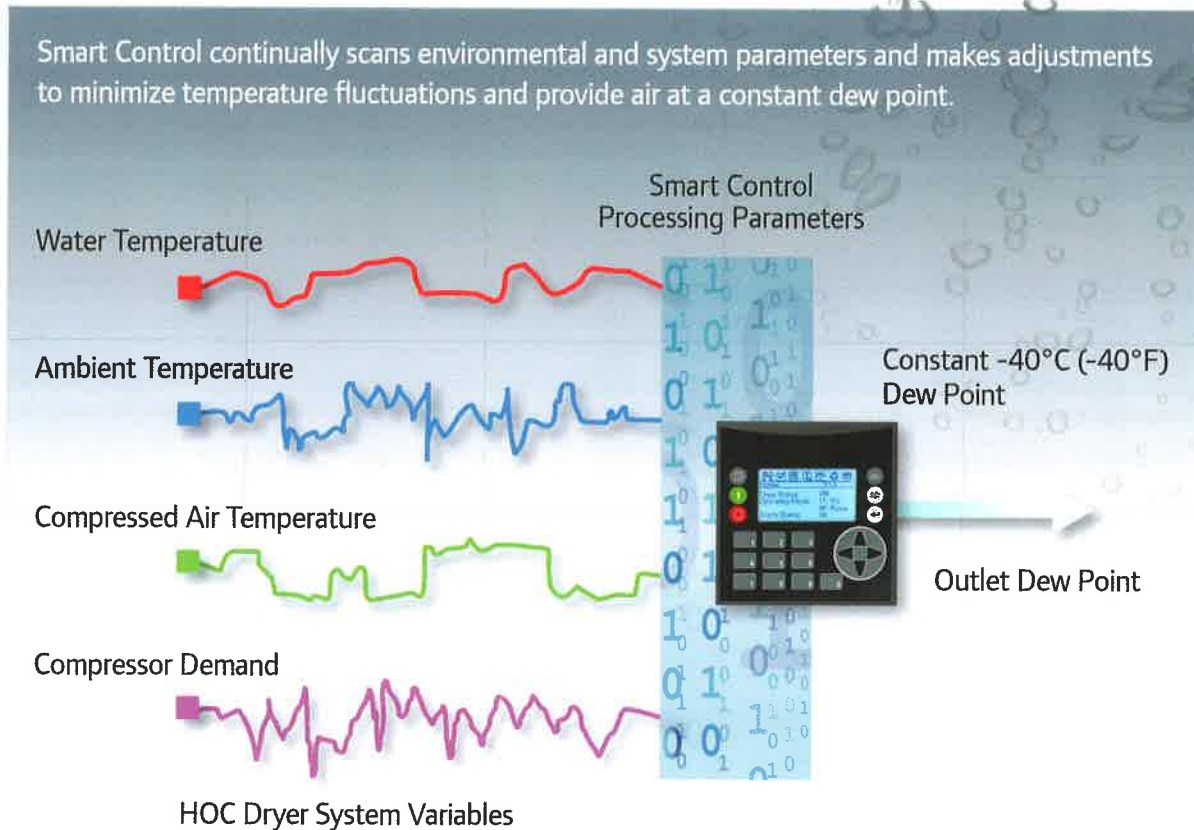 Smart Control continually scans environmental and system parameters and makes adjustments
to minimize temperature fluctuations and provide air at a constant dew point.
Smart Control
Processing Parameters
Water Temperature
Ambient Temperature
Constant -40°C (-40°F)
Dew Point
Compressed Air Temperature
Outlet Dew Point
Compressor Demand
HOC Dryer System Variables